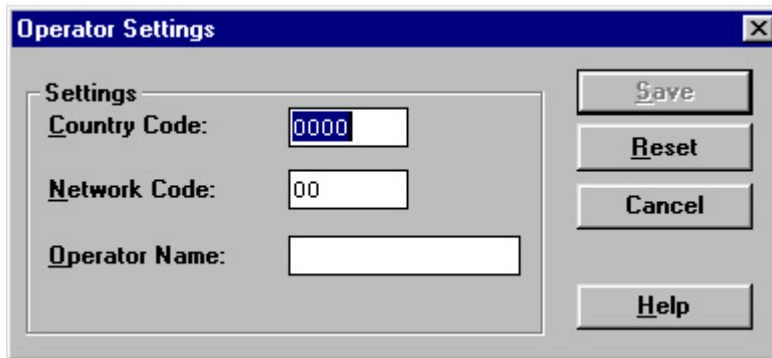 Operator Settings
Settings
Country Code: 0000
Network Code: 00
Operator Name:
Save
Reset
Cancel
Help